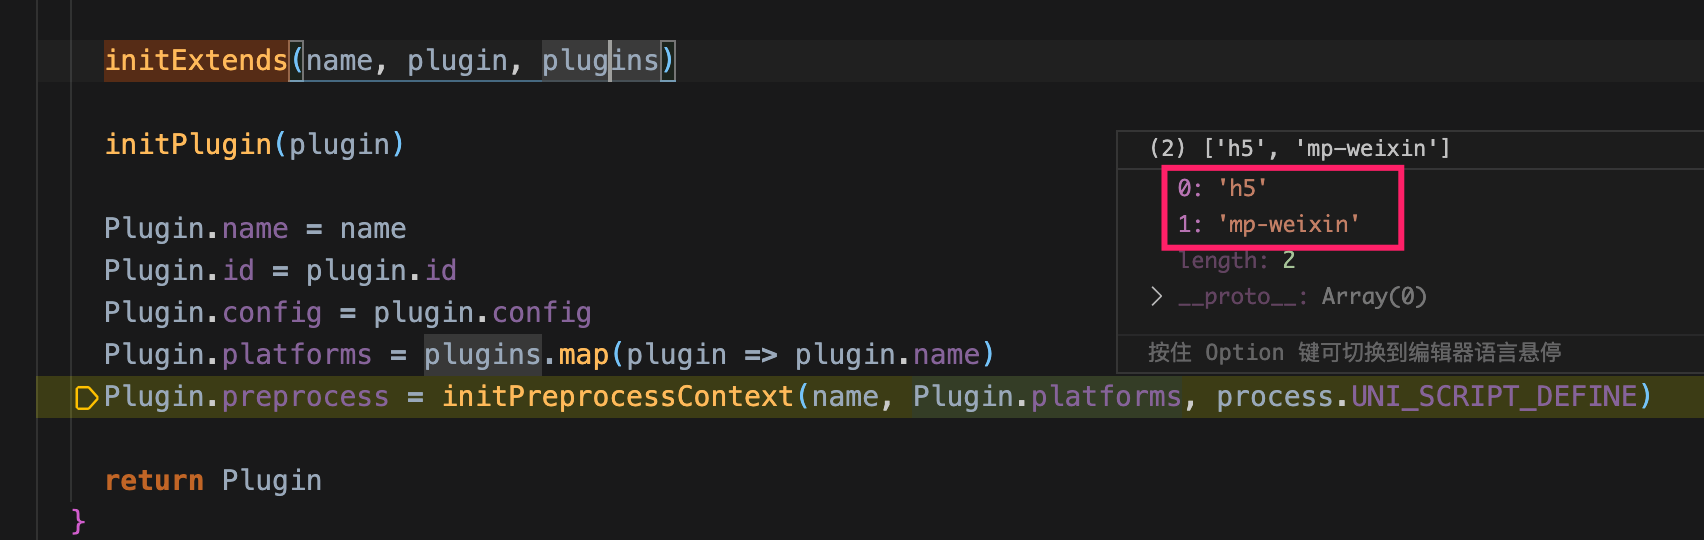 initExtends(name, plugin, plugins)
initPlugin(plugin)
(2) ['h5', 'mp-weixin']
0: 'h5'
1: 'mp-weixin'
length: 2
__proto__: Array(0)
按住 Option 键可切换到编辑器语言悬停
Plugin.name = name
Plugin.id = plugin.id
Plugin.config = plugin.config
Plugin.platforms = plugins.map(plugin => plugin.name)
Plugin.preprocess = initPreprocessContext(name, Plugin.platforms, process.UNI_SCRIPT_DEFINE)
return Plugin
}